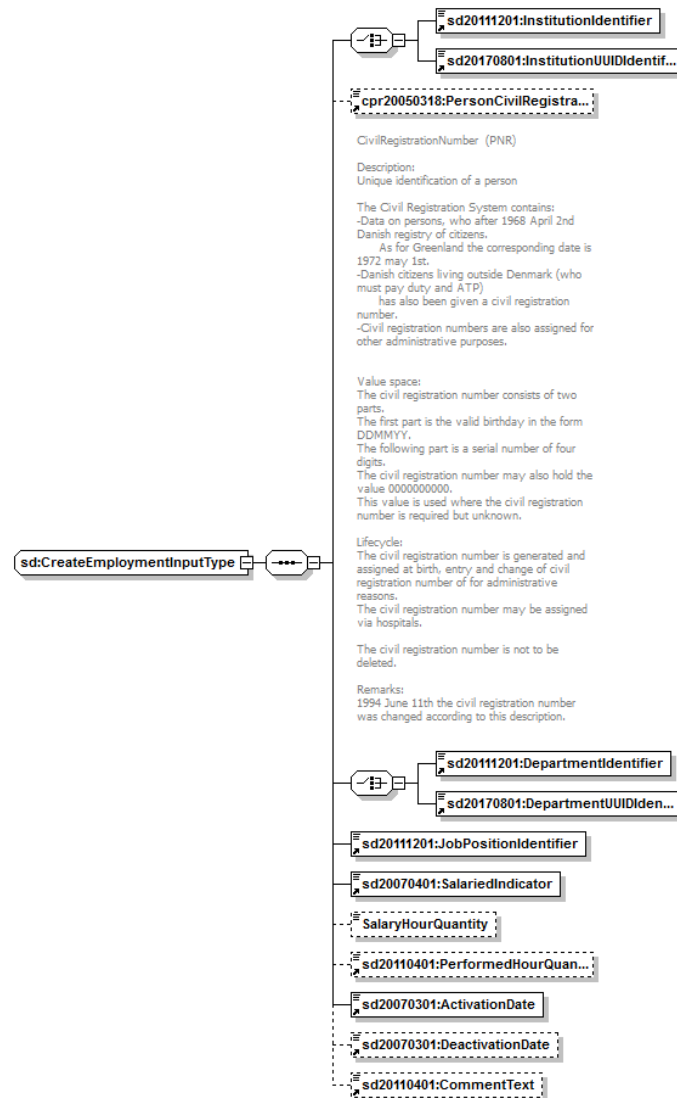 sd20111201:InstitutionIdentifier
sd20170801:InstitutionUUIDIdentif...
cpr20050318:PersonCivilRegistra...
CivilRegistrationNumber (PNR)
Description:
Unique identification of a person
The Civil Registration System contains:
-Data on persons, who after 1968 April 2nd
Danish registry of citizens.
As for Greenland the corresponding date is
1972 may 1st.
-Danish citizens living outside Denmark (who
must pay duty and ATP)
has also been given a civil registration
number.
-Civil registration numbers are also assigned for
other administrative purposes.
Value space:
The civil registration number consists of two
parts.
The first part is the valid birthday in the form
DDMMYY.
The following part is a serial number of four
digits.
The civil registration number may also hold the
value 0000000000.
This value is used where the civil registration
number is required but unknown.
Lifecycle:
The civil registration number is generated and
assigned at birth, entry and change of civil
registration number of for administrative
reasons.
The civil registration number may be assigned
via hospitals.
The civil registration number is not to be
deleted.
Remarks:
1994 June 11th the civil registration number
was changed according to this description.
sd:CreateEmploymentInputType
sd20111201:DepartmentIdentifier
sd20170801:DepartmentUUIDIden...
sd20111201:JobPositionIdentifier
sd20070401:SalariedIndicator
SalaryHourQuantity
sd20110401:PerformedHourQuan...
sd20070301:ActivationDate
sd20070301:DeactivationDate
sd20110401:CommentText